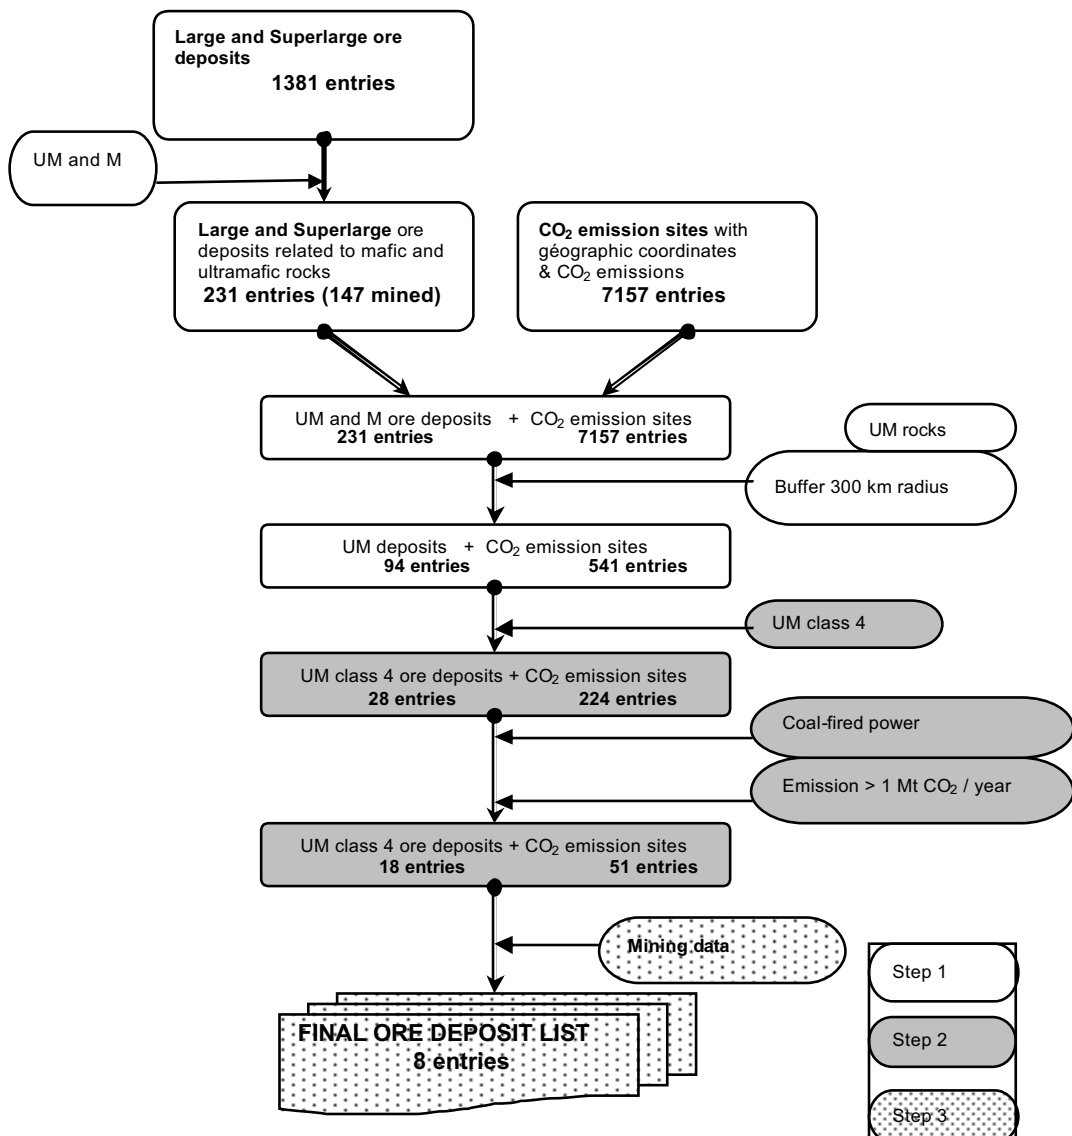 Large and Superlarge ore
deposits
1381 entries
UM and M
Large and Superlarge ore
deposits related to mafic and
ultramafic rocks
231 entries (147 mined)
CO₂ emission sites with
géographic coordinates
& CO₂ emissions
7157 entries
UM and M ore deposits + CO₂ emission sites
231 entries 7157 entries
UM rocks
Buffer 300 km radius
UM deposits + CO₂ emission sites
94 entries 541 entries
UM class 4
UM class 4 ore deposits + CO₂ emission sites
28 entries 224 entries
Coal-fired power
Emission > 1 Mt CO₂ / year
UM class 4 ore deposits + CO₂ emission sites
18 entries 51 entries
Mining data
FINAL ORE DEPOSIT LIST
8 entries
Step 1
Step 2
Step 3